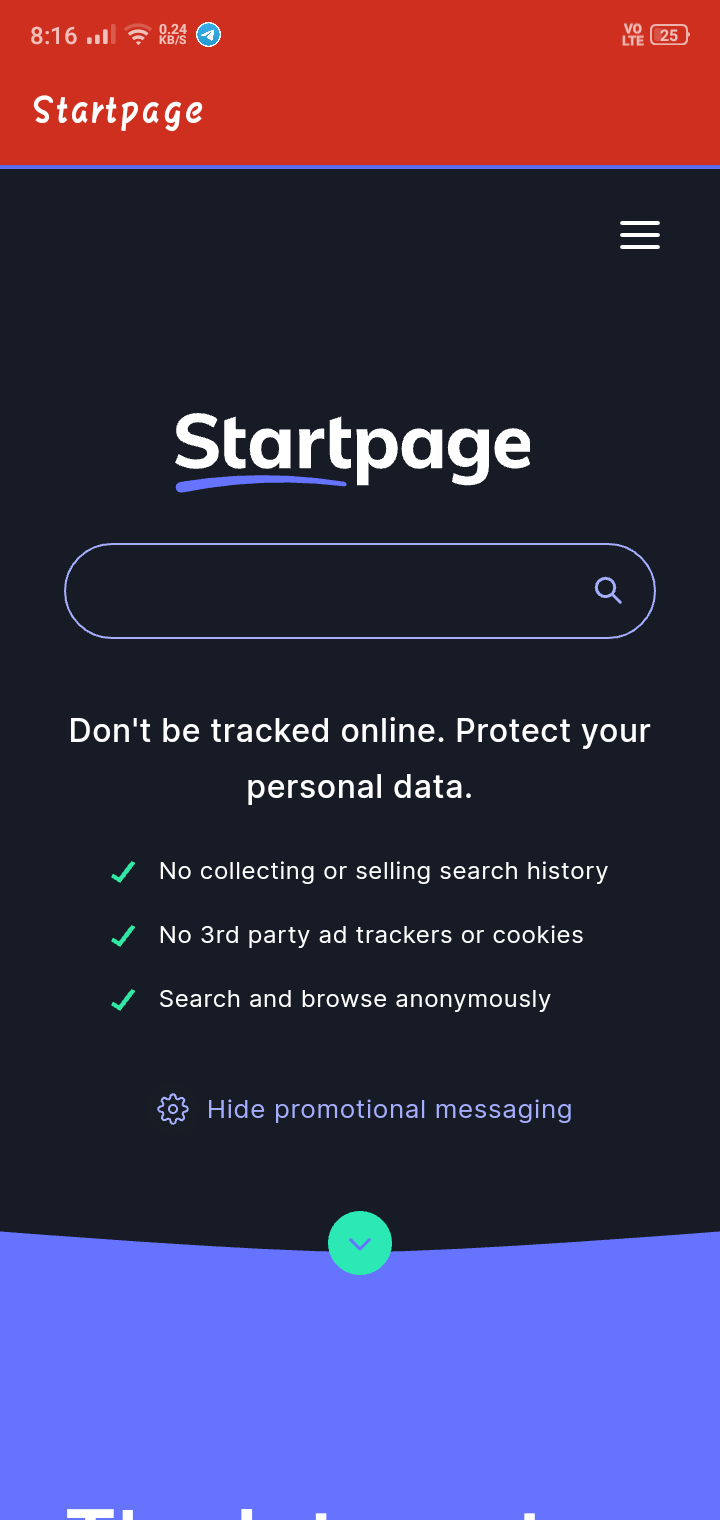 8:16 0.24 KB/S VO LTE 25
Startpage
Startpage
Don't be tracked online. Protect your
personal data.
No collecting or selling search history
No 3rd party ad trackers or cookies
Search and browse anonymously
Hide promotional messaging